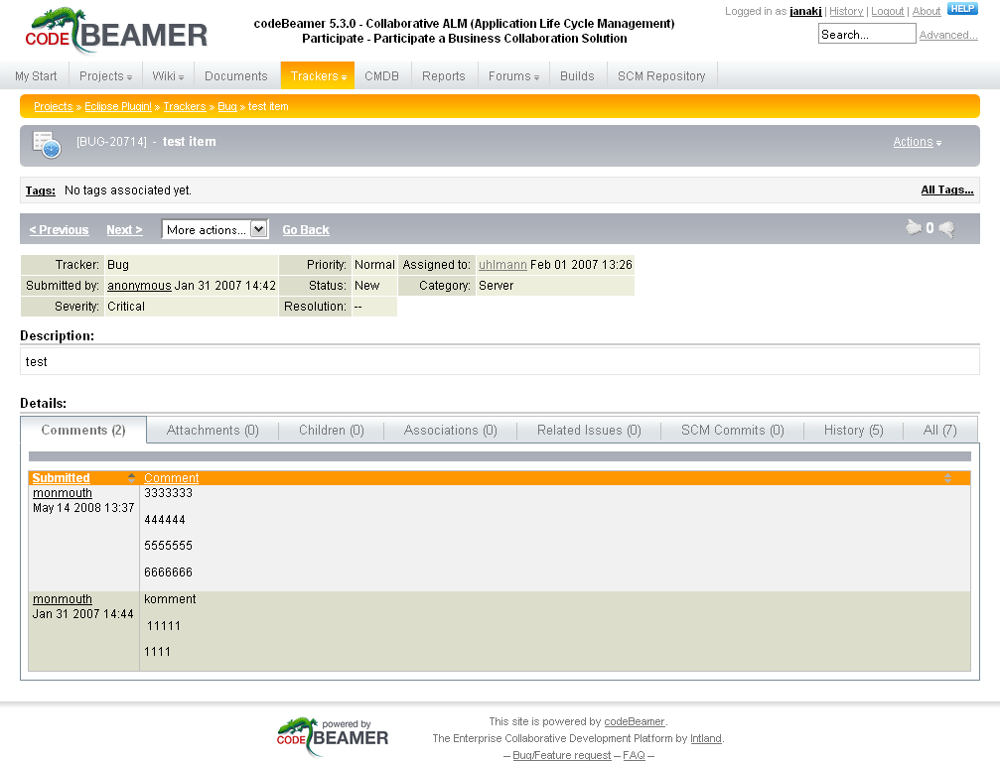 CODE BEAMER
codeBeamer 5.3.0 - Collaborative ALM (Application Life Cycle Management)
Participate - Participate a Business Collaboration Solution
Logged in as janakj | History | Logout | About HELP
Search... Advanced...
My Start Projects Wiki Documents Trackers CMDB Reports Forums Builds SCM Repository
Projects » Eclipse Plugin! » Trackers » Bug » test item
[BUG-20714] - test item Actions
Tags: No tags associated yet. All Tags...
< Previous Next > More actions... Go Back 0
Tracker: Bug Priority: Normal Assigned to: uhlmann Feb 01 2007 13:26
Submitted by: anonymous Jan 31 2007 14:42 Status: New Category: Server
Severity: Critical Resolution: --
Description:
test
Details:
Comments (2) Attachments (0) Children (0) Associations (0) Related Issues (0) SCM Commits (0) History (5) All (7)
Submitted Comment
monmouth 3333333
May 14 2008 13:37
444444
5555555
6666666
monmouth komment
Jan 31 2007 14:44
11111
1111
powered by
CODE BEAMER
This site is powered by codeBeamer.
The Enterprise Collaborative Development Platform by Intland.
– Bug/Feature request – FAQ –